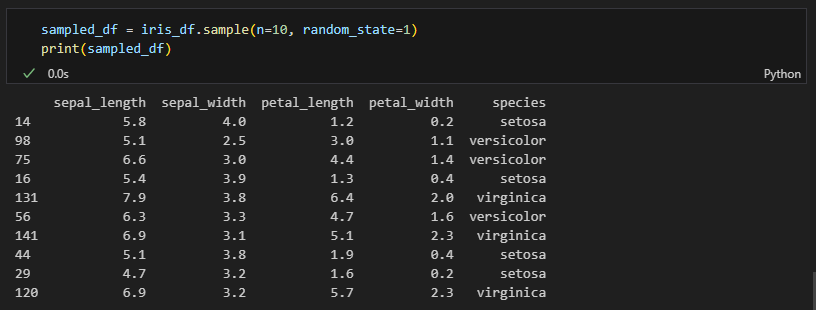 sampled_df = iris_df.sample(n=10, random_state=1)
print(sampled_df)
0.0s Python
sepal_length sepal_width petal_length petal_width species
14 5.8 4.0 1.2 0.2 setosa
98 5.1 2.5 3.0 1.1 versicolor
75 6.6 3.0 4.4 1.4 versicolor
16 5.4 3.9 1.3 0.4 setosa
131 7.9 3.8 6.4 2.0 virginica
56 6.3 3.3 4.7 1.6 versicolor
141 6.9 3.1 5.1 2.3 virginica
44 5.1 3.8 1.9 0.4 setosa
29 4.7 3.2 1.6 0.2 setosa
120 6.9 3.2 5.7 2.3 virginica